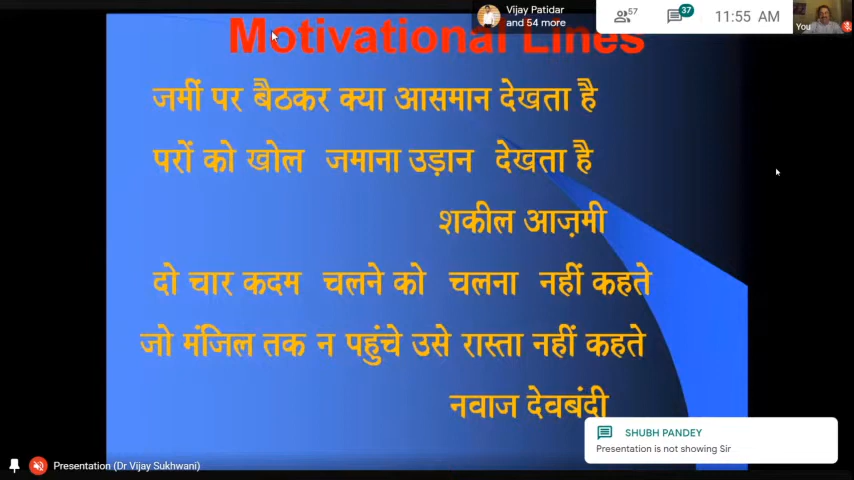 Vijay Patidar
and 54 more
57
37
11:55 AM
You
Motivational Lines
जमीं पर बैठकर क्या आसमान देखता है
परों को खोल जमाना उड़ान देखता है
शकील आज़मी
दो चार कदम चलने को चलना नहीं कहते
जो मंजिल तक न पहुंचे उसे रास्ता नहीं कहते
नवाज देवबंदी
SHUBH PANDEY
Presentation is not showing Sir
Presentation (Dr Vijay Sukhwani)